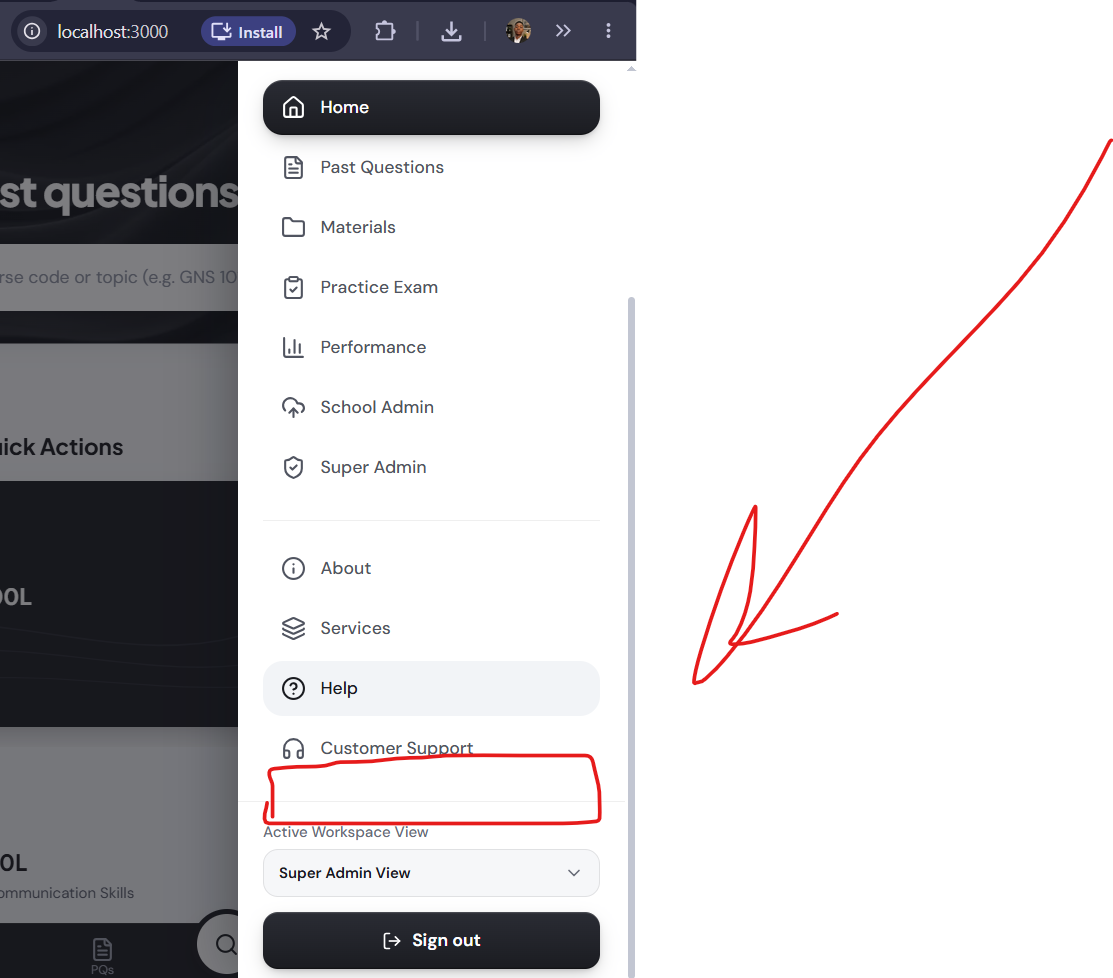 localhost:3000
Install
Home
st questions
Past Questions
Materials
rse code or topic (e.g. GNS 10
Practice Exam
Performance
School Admin
ick Actions
Super Admin
About
00L
Services
Help
Customer Support
Active Workspace View
0L
Super Admin View
ommunication Skills
Sign out
PQs